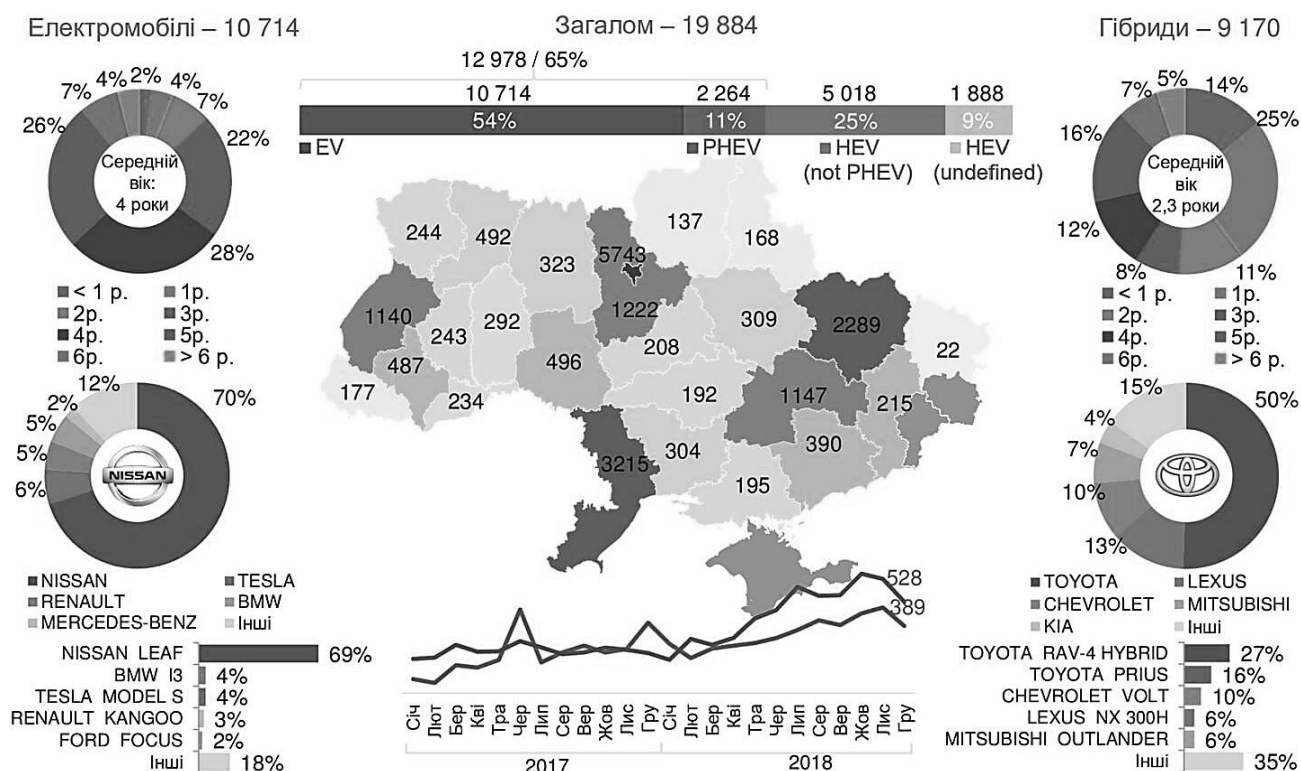 Електромобілі – 10 714
Загалом – 19 884
Гібриди – 9 170
12 978 / 65%
10 714
2 264
5 018
1 888
54%
11%
25%
9%
EV
PHEV
HEV
(not PHEV)
HEV
(undefined)
2%
4%
7%
22%
28%
26%
7%
4%
Середній
вік:
4 роки
< 1 р.
1р.
2р.
3р.
4р.
5р.
6р.
> 6 р.
70%
6%
5%
5%
2%
12%
NISSAN
NISSAN
TESLA
RENAULT
BMW
MERCEDES-BENZ
Інші
NISSAN LEAF 69%
BMW I3 4%
TESLA MODEL S 4%
RENAULT KANGOO 3%
FORD FOCUS 2%
Інші 18%
244
492
323
5743
1222
137
168
1140
243
292
487
177
234
496
208
309
2289
22
192
1147
215
3215
304
390
195
528
389
Січ
Лют
Бер
Кві
Тра
Чер
Лип
Сер
Вер
Жов
Лис
Гру
Січ
Лют
Бер
Кві
Тра
Чер
Лип
Сер
Вер
Жов
Лис
Гру
2017
2018
5%
14%
25%
11%
8%
12%
16%
7%
Середній
вік
2,3 роки
< 1 р.
1р.
2р.
3р.
4р.
5р.
6р.
> 6 р.
50%
13%
10%
7%
4%
15%
TOYOTA
LEXUS
CHEVROLET
MITSUBISHI
KIA
Інші
TOYOTA RAV-4 HYBRID 27%
TOYOTA PRIUS 16%
CHEVROLET VOLT 10%
LEXUS NX 300H 6%
MITSUBISHI OUTLANDER 6%
Інші 35%